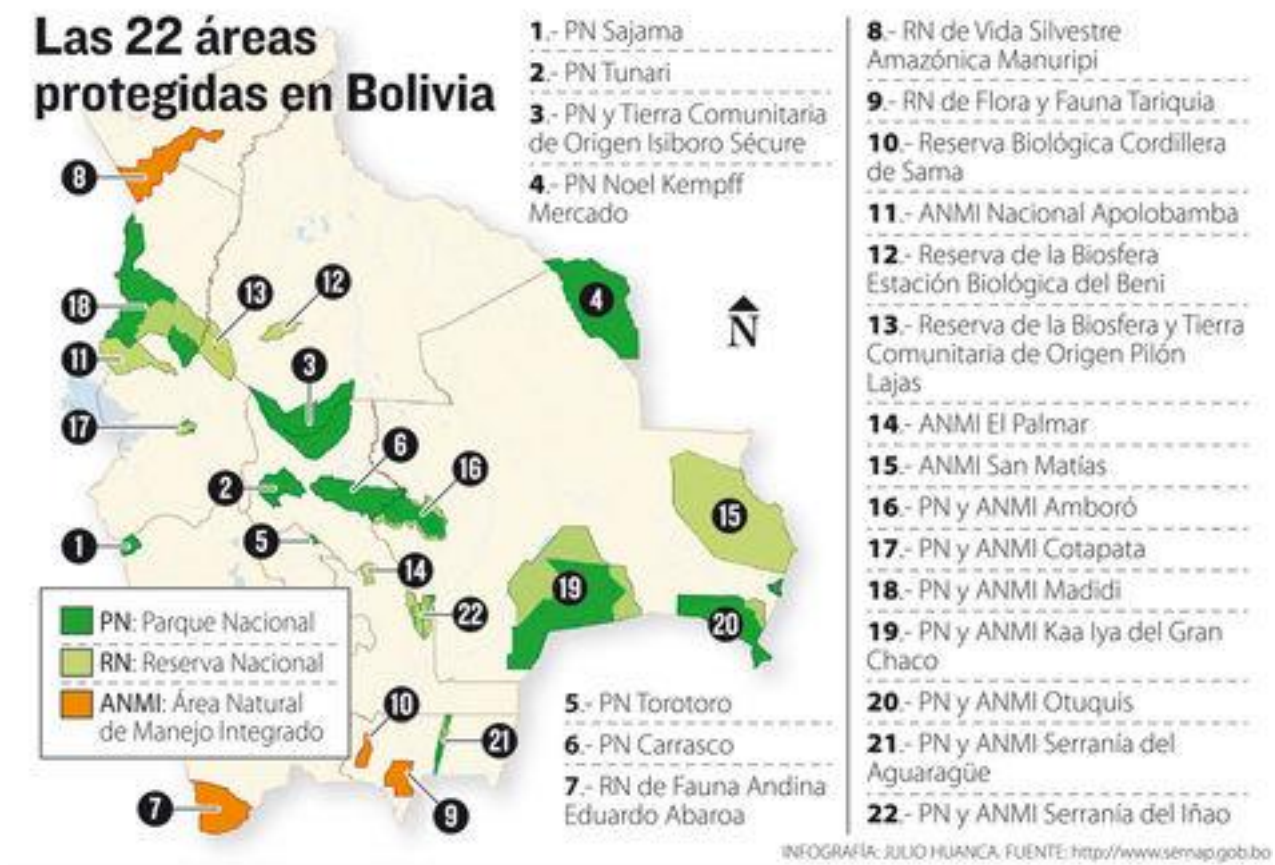 Las 22 áreas
protegidas en Bolivia
1.- PN Sajama
2.- PN Tunari
3.- PN y Tierra Comunitaria
de Origen Isiboro Sécure
4.- PN Noel Kempff
Mercado
5.- PN Torotoro
6.- PN Carrasco
7.- RN de Fauna Andina
Eduardo Abaroa
8.- RN de Vida Silvestre
Amazónica Manuripi
9.- RN de Flora y Fauna Tariquia
10.- Reserva Biológica Cordillera
de Sama
11.- ANMI Nacional Apolobamba
12.- Reserva de la Biosfera
Estación Biológica del Beni
13.- Reserva de la Biosfera y Tierra
Comunitaria de Origen Pilón
Lajas
14.- ANMI El Palmar
15.- ANMI San Matías
16.- PN y ANMI Amboró
17.- PN y ANMI Cotapata
18.- PN y ANMI Madidi
19.- PN y ANMI Kaa Iya del Gran
Chaco
20.- PN y ANMI Otuquis
21.- PN y ANMI Serranía del
Aguaragüe
22.- PN y ANMI Serranía del Iñao
8
18
13
12
11
3
4
N
17
6
2
16
1
5
15
14
22
19
20
10
21
7
9
PN: Parque Nacional
RN: Reserva Nacional
ANMI: Área Natural
de Manejo Integrado
INFOGRAFÍA: JULIO HUANCA. FUENTE: http://www.sernap.gob.bo